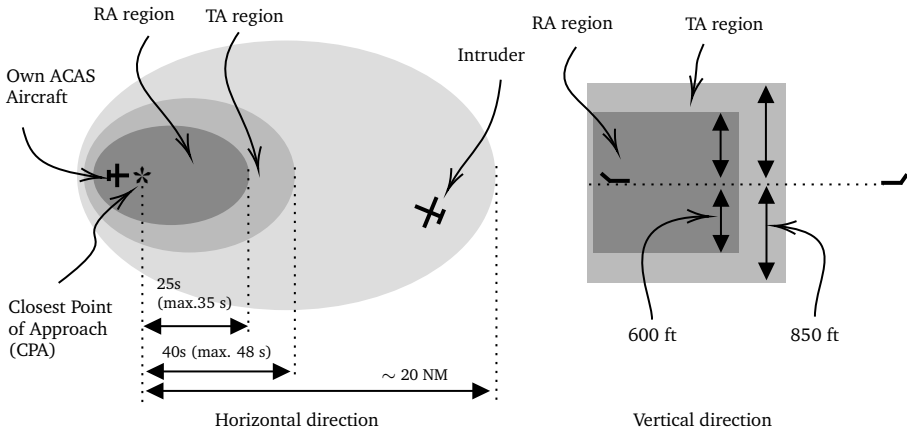 RA region
TA region
Own ACAS
Aircraft
Intruder
25s
(max.35 s)
Closest Point
of Approach
(CPA)
40s (max. 48 s)
~ 20 NM
Horizontal direction
RA region
TA region
600 ft
850 ft
Vertical direction